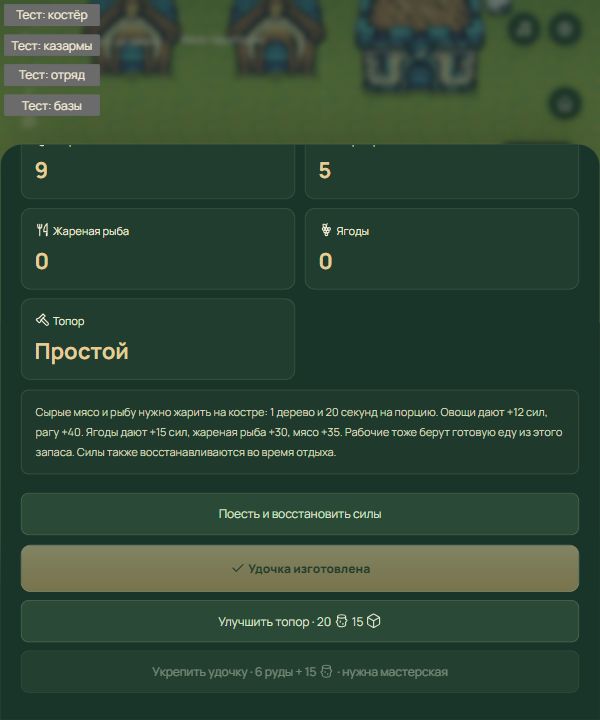 Тест: костёр
Тест: казармы
Тест: отряд
Тест: базы
9
5
Жареная рыба
0
Ягоды
0
Топор
Простой
Сырые мясо и рыбу нужно жарить на костре: 1 дерево и 20 секунд на порцию. Овощи дают +12 сил,
рагу +40. Ягоды дают +15 сил, жареная рыба +30, мясо +35. Рабочие тоже берут готовую еду из этого
запаса. Силы также восстанавливаются во время отдыха.
Поесть и восстановить силы
Удочка изготовлена
Улучшить топор · 20 15
Укрепить удочку · 6 руды + 15 · нужна мастерская